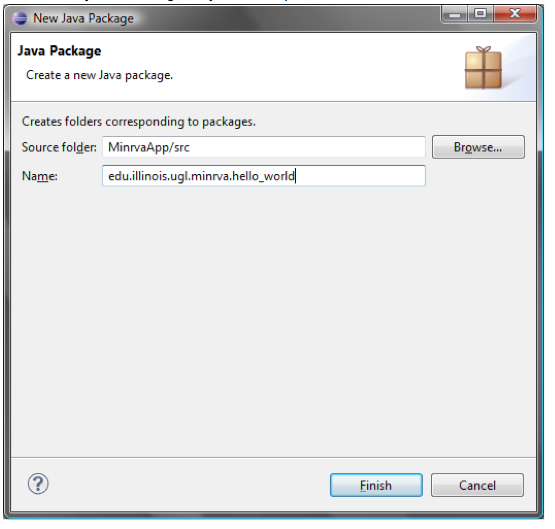 New Java Package
Java Package
Create a new Java package.
Creates folders corresponding to packages.
Source folder: MinrvaApp/src Browse...
Name: edu.illinois.ugl.minrva.hello_world
? Finish Cancel